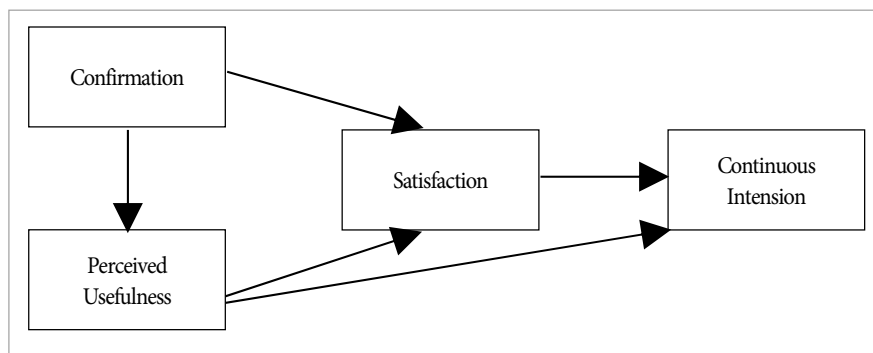 Confirmation
Satisfaction
Continuous
Intension
Perceived
Usefulness